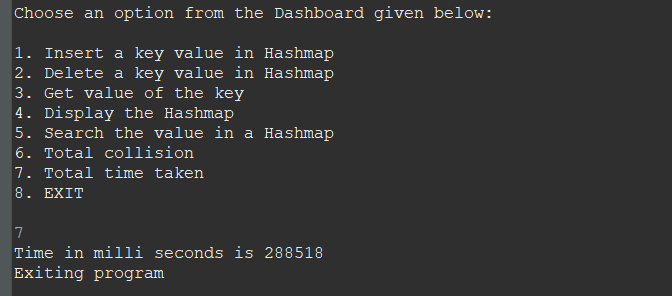 Choose an option from the Dashboard given below:
1. Insert a key value in Hashmap
2. Delete a key value in Hashmap
3. Get value of the key
4. Display the Hashmap
5. Search the value in a Hashmap
6. Total collision
7. Total time taken
8. EXIT
7
Time in milli seconds is 288518
Exiting program